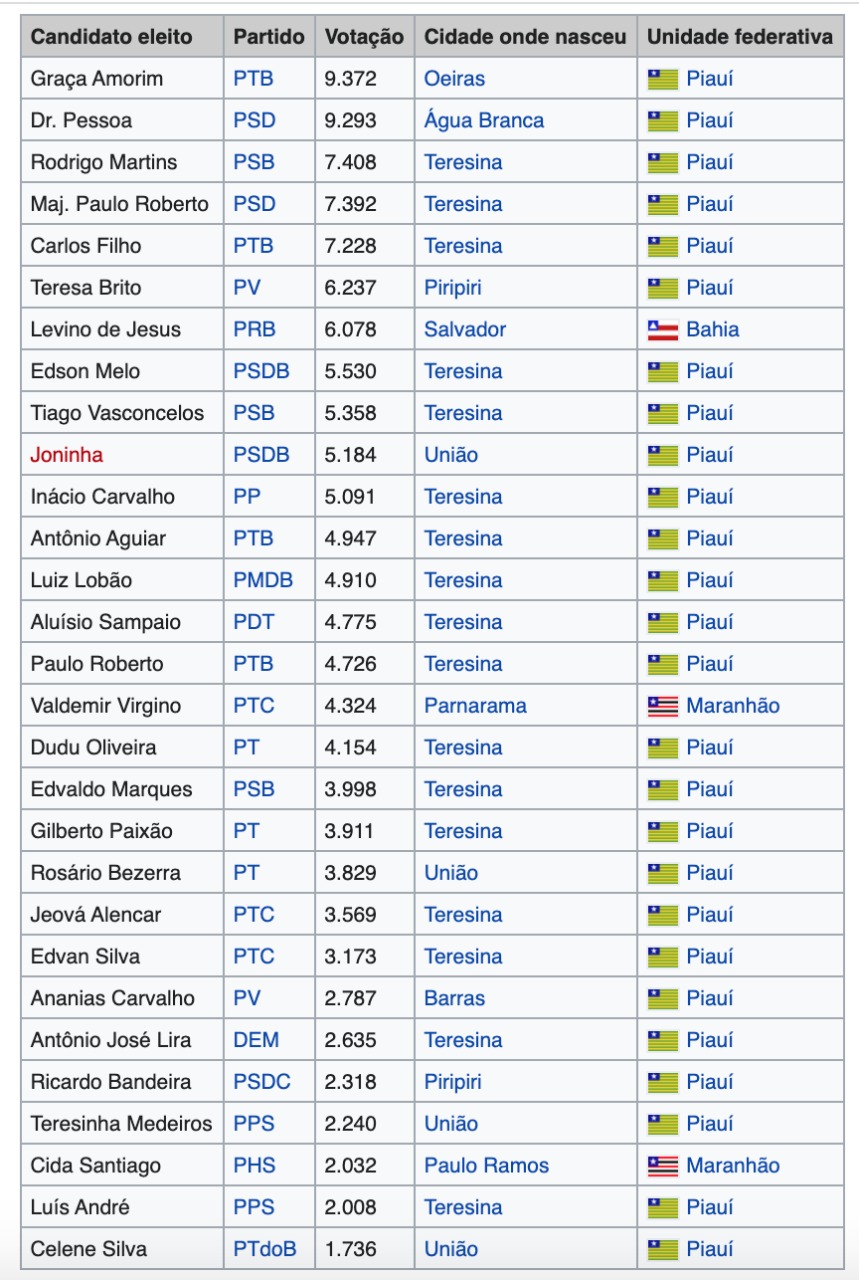 Candidato eleito Partido Votação Cidade onde nasceu Unidade federativa
Graça Amorim PTB 9.372 Oeiras Piauí
Dr. Pessoa PSD 9.293 Água Branca Piauí
Rodrigo Martins PSB 7.408 Teresina Piauí
Maj. Paulo Roberto PSD 7.392 Teresina Piauí
Carlos Filho PTB 7.228 Teresina Piauí
Teresa Brito PV 6.237 Piripiri Piauí
Levino de Jesus PRB 6.078 Salvador Bahia
Edson Melo PSDB 5.530 Teresina Piauí
Tiago Vasconcelos PSB 5.358 Teresina Piauí
Joninha PSDB 5.184 União Piauí
Inácio Carvalho PP 5.091 Teresina Piauí
Antônio Aguiar PTB 4.947 Teresina Piauí
Luiz Lobão PMDB 4.910 Teresina Piauí
Aluísio Sampaio PDT 4.775 Teresina Piauí
Paulo Roberto PTB 4.726 Teresina Piauí
Valdemir Virgino PTC 4.324 Parnarama Maranhão
Dudu Oliveira PT 4.154 Teresina Piauí
Edvaldo Marques PSB 3.998 Teresina Piauí
Gilberto Paixão PT 3.911 Teresina Piauí
Rosário Bezerra PT 3.829 União Piauí
Jeová Alencar PTC 3.569 Teresina Piauí
Edvan Silva PTC 3.173 Teresina Piauí
Ananias Carvalho PV 2.787 Barras Piauí
Antônio José Lira DEM 2.635 Teresina Piauí
Ricardo Bandeira PSDC 2.318 Piripiri Piauí
Teresinha Medeiros PPS 2.240 União Piauí
Cida Santiago PHS 2.032 Paulo Ramos Maranhão
Luís André PPS 2.008 Teresina Piauí
Celene Silva PTdoB 1.736 União Piauí